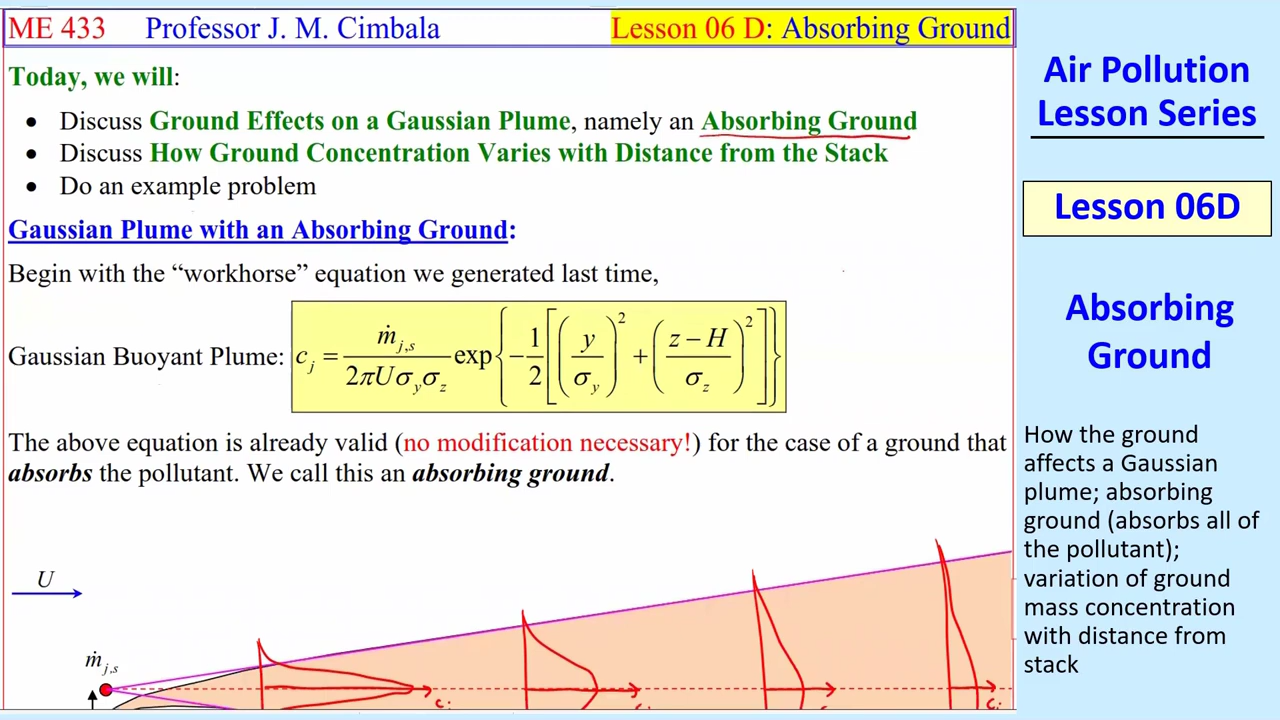 ME 433 Professor J. M. Cimbala Lesson 06 D: Absorbing Ground
Today, we will:
• Discuss Ground Effects on a Gaussian Plume, namely an Absorbing Ground
• Discuss How Ground Concentration Varies with Distance from the Stack
• Do an example problem
Gaussian Plume with an Absorbing Ground:
Begin with the “workhorse” equation we generated last time,
Gaussian Buoyant Plume: c_j = ṁ_{j,s} / (2πUσ_yσ_z) exp{−1/2[(y/σ_y)² + ((z − H)/σ_z)²]}
The above equation is already valid (no modification necessary!) for the case of a ground that
absorbs the pollutant. We call this an absorbing ground.
U
ṁ_{j,s}
c_j c_j
Air Pollution
Lesson Series
Lesson 06D
Absorbing
Ground
How the ground
affects a Gaussian
plume; absorbing
ground (absorbs all of
the pollutant);
variation of ground
mass concentration
with distance from
stack